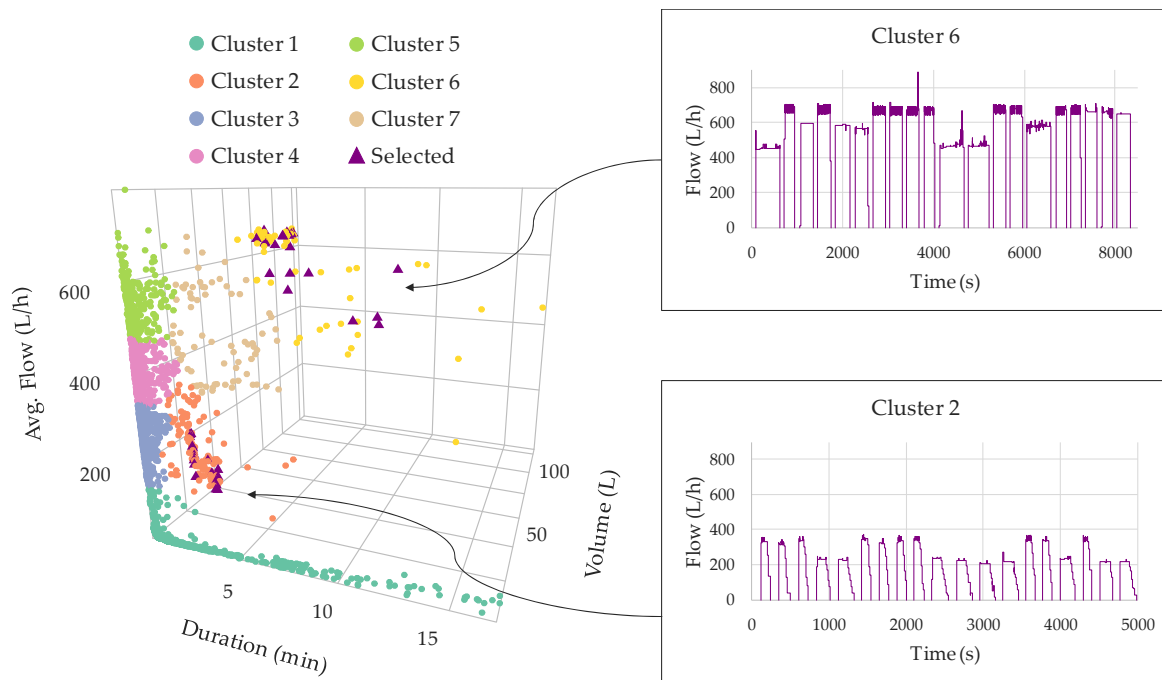 Cluster 1
Cluster 2
Cluster 3
Cluster 4
Cluster 5
Cluster 6
Cluster 7
Selected
Avg. Flow (L/h)
600
400
200
Duration (min)
5
10
15
Volume (L)
50
100
Cluster 6
Flow (L/h)
800
600
400
200
0
0 2000 4000 6000 8000
Time (s)
Cluster 2
Flow (L/h)
800
600
400
200
0
0 1000 2000 3000 4000 5000
Time (s)